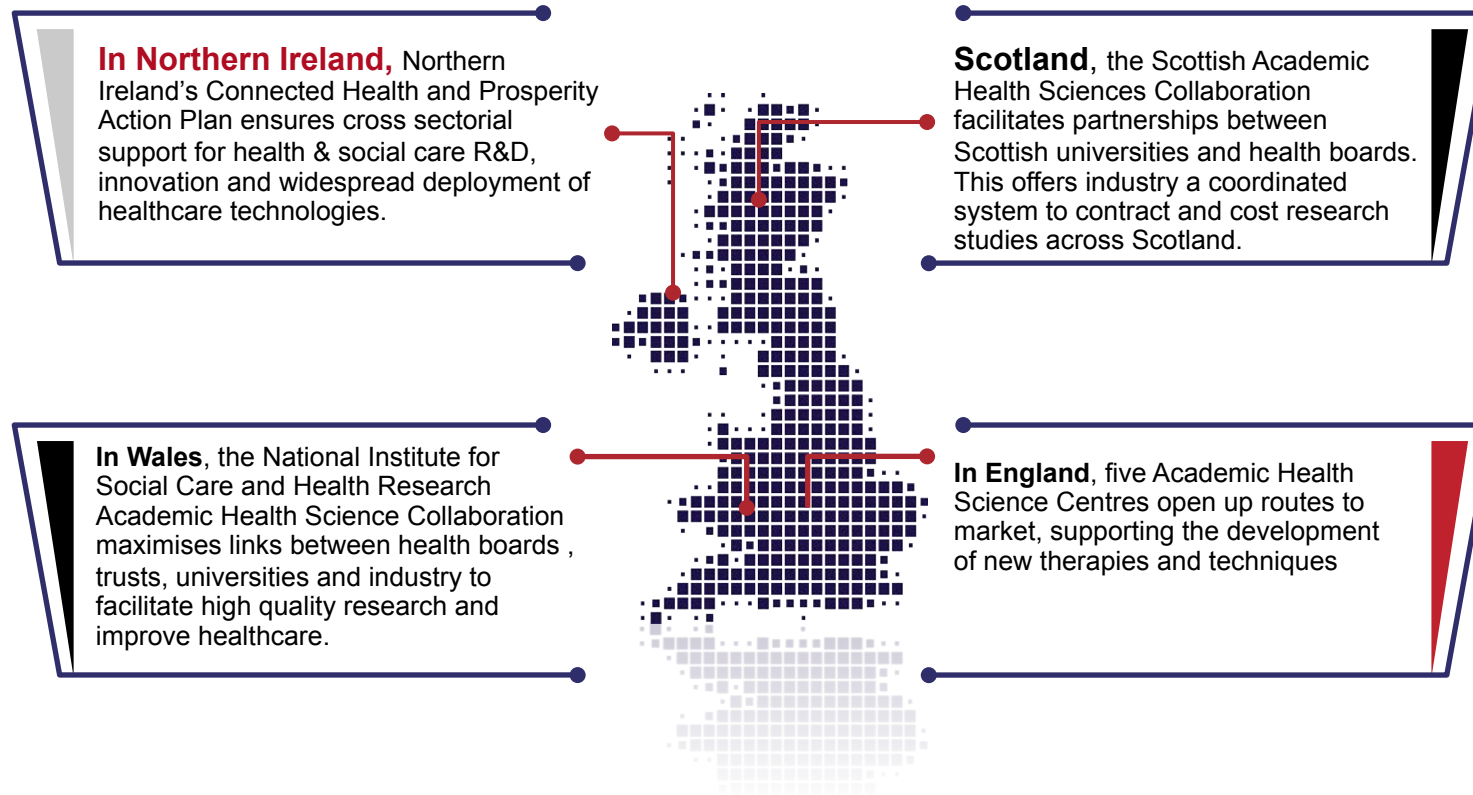 In Northern Ireland, Northern
Ireland’s Connected Health and Prosperity
Action Plan ensures cross sectorial
support for health & social care R&D,
innovation and widespread deployment of
healthcare technologies.
Scotland, the Scottish Academic
Health Sciences Collaboration
facilitates partnerships between
Scottish universities and health boards.
This offers industry a coordinated
system to contract and cost research
studies across Scotland.
In Wales, the National Institute for
Social Care and Health Research
Academic Health Science Collaboration
maximises links between health boards ,
trusts, universities and industry to
facilitate high quality research and
improve healthcare.
In England, five Academic Health
Science Centres open up routes to
market, supporting the development
of new therapies and techniques